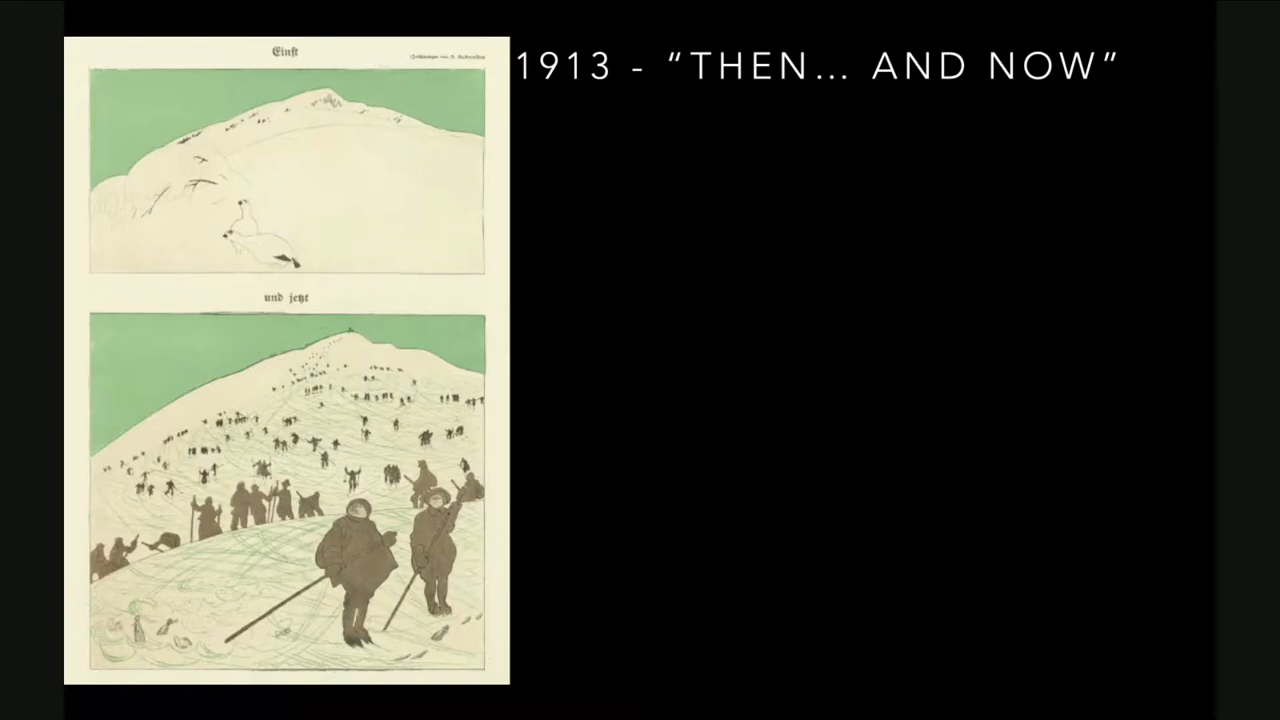 Einst
1913 - “THEN... AND NOW”
und jetzt